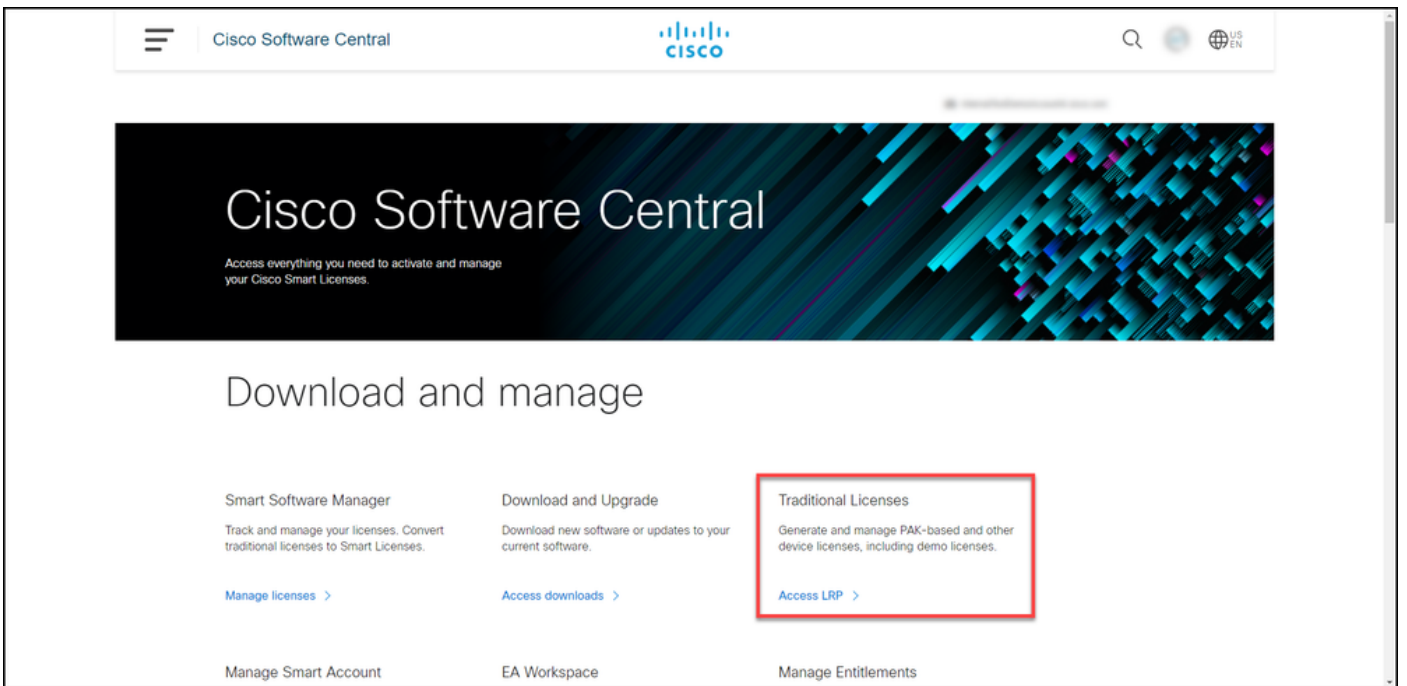 Cisco Software Central
CISCO
US
EN
Cisco Software Central
Access everything you need to activate and manage
your Cisco Smart Licenses.
Download and manage
Smart Software Manager
Track and manage your licenses. Convert
traditional licenses to Smart Licenses.
Manage licenses >
Download and Upgrade
Download new software or updates to your
current software.
Access downloads >
Traditional Licenses
Generate and manage PAK-based and other
device licenses, including demo licenses.
Access LRP >
Manage Smart Account
EA Workspace
Manage Entitlements